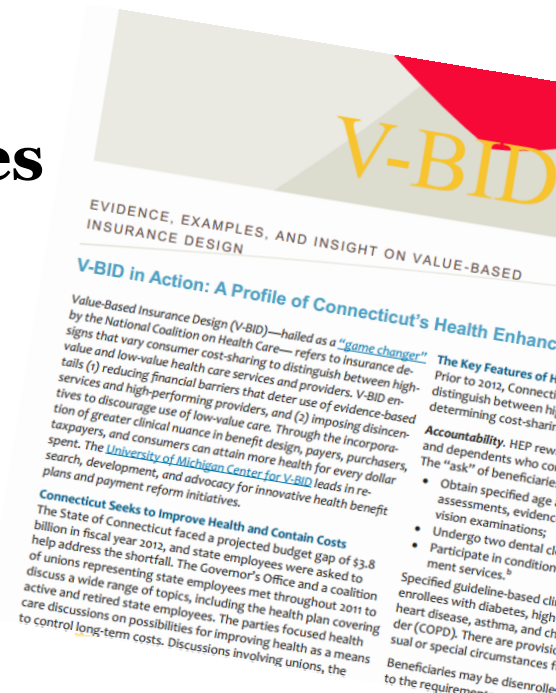 es
V-BID
EVIDENCE, EXAMPLES, AND INSIGHT ON VALUE-BASED
INSURANCE DESIGN
V-BID in Action: A Profile of Connecticut's Health Enhanc
Value-Based Insurance Design (V-BID)—hailed as a "game changer"
by the National Coalition on Health Care— refers to insurance de-
signs that vary consumer cost-sharing to distinguish between high-
value and low-value health care services and providers. V-BID en-
tails (1) reducing financial barriers that deter use of evidence-based
services and high-performing providers, and (2) imposing disincen-
tives to discourage use of low-value care. Through the incorpora-
tion of greater clinical nuance in benefit design, payers, purchasers,
taxpayers, and consumers can attain more health for every dollar
spent. The University of Michigan Center for V-BID leads in re-
search, development, and advocacy for innovative health benefit
plans and payment reform initiatives.
Connecticut Seeks to Improve Health and Contain Costs
The State of Connecticut faced a projected budget gap of $3.8
billion in fiscal year 2012, and state employees were asked to
help address the shortfall. The Governor's Office and a coalition
of unions representing state employees met throughout 2011 to
discuss a wide range of topics, including the health plan covering
active and retired state employees. The parties focused health
care discussions on possibilities for improving health as a means
to control long-term costs. Discussions involving unions, the
The Key Features of H
Prior to 2012, Connecti
distinguish between hi
determining cost-sharin
Accountability. HEP rew
and dependents who co
The "ask" of beneficiarie
• Obtain specified age a
assessments, evidenc
vision examinations;
• Undergo two dental cl
• Participate in condition
ment services.b
Specified guideline-based cli
enrollees with diabetes, high
heart disease, asthma, and ch
der (COPD). There are provisio
sual or special circumstances f
Beneficiaries may be disenrolle
to the requireme